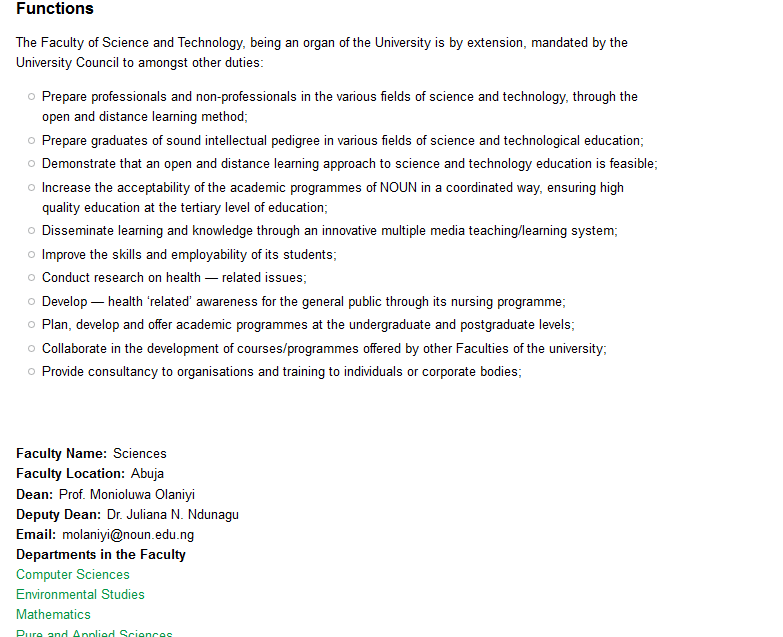 Functions
The Faculty of Science and Technology, being an organ of the University is by extension, mandated by the
University Council to amongst other duties:
Prepare professionals and non-professionals in the various fields of science and technology, through the
open and distance learning method;
Prepare graduates of sound intellectual pedigree in various fields of science and technological education;
Demonstrate that an open and distance learning approach to science and technology education is feasible;
Increase the acceptability of the academic programmes of NOUN in a coordinated way, ensuring high
quality education at the tertiary level of education;
Disseminate learning and knowledge through an innovative multiple media teaching/learning system;
Improve the skills and employability of its students;
Conduct research on health — related issues;
Develop — health ‘related’ awareness for the general public through its nursing programme;
Plan, develop and offer academic programmes at the undergraduate and postgraduate levels;
Collaborate in the development of courses/programmes offered by other Faculties of the university;
Provide consultancy to organisations and training to individuals or corporate bodies;
Faculty Name: Sciences
Faculty Location: Abuja
Dean: Prof. Monioluwa Olaniyi
Deputy Dean: Dr. Juliana N. Ndunagu
Email: molaniyi@noun.edu.ng
Departments in the Faculty
Computer Sciences
Environmental Studies
Mathematics
Pure and Applied Sciences